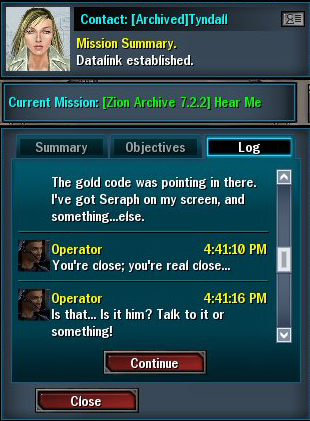 Contact: [Archived]Tyndall
Mission Summary.
Datalink established.
Current Mission: [Zion Archive 7.2.2] Hear Me
Summary
Objectives
Log
The gold code was pointing in there.
I've got Seraph on my screen, and
something...else.
Operator 4:41:10 PM
You're close; you're real close...
Operator 4:41:16 PM
Is that... Is it him? Talk to it or
something!
Continue
Close